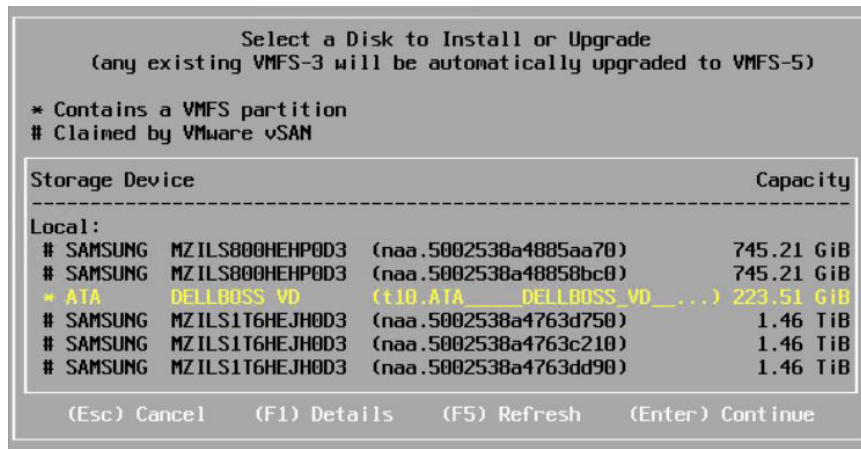 Select a Disk to Install or Upgrade
(any existing VMFS-3 will be automatically upgraded to VMFS-5)
* Contains a VMFS partition
# Claimed by VMware vSAN
Storage Device Capacity
Local:
# SAMSUNG MZILS800HEHP0D3 (naa.5002538a4885aa70) 745.21 GiB
# SAMSUNG MZILS800HEHP0D3 (naa.5002538a48858bc0) 745.21 GiB
* ATA DELLBOSS VD (t10.ATA_____DELLBOSS_VD__...) 223.51 GiB
# SAMSUNG MZILS1T6HEJH0D3 (naa.5002538a4763d750) 1.46 TiB
# SAMSUNG MZILS1T6HEJH0D3 (naa.5002538a4763c210) 1.46 TiB
# SAMSUNG MZILS1T6HEJH0D3 (naa.5002538a4763dd90) 1.46 TiB
(Esc) Cancel (F1) Details (F5) Refresh (Enter) Continue